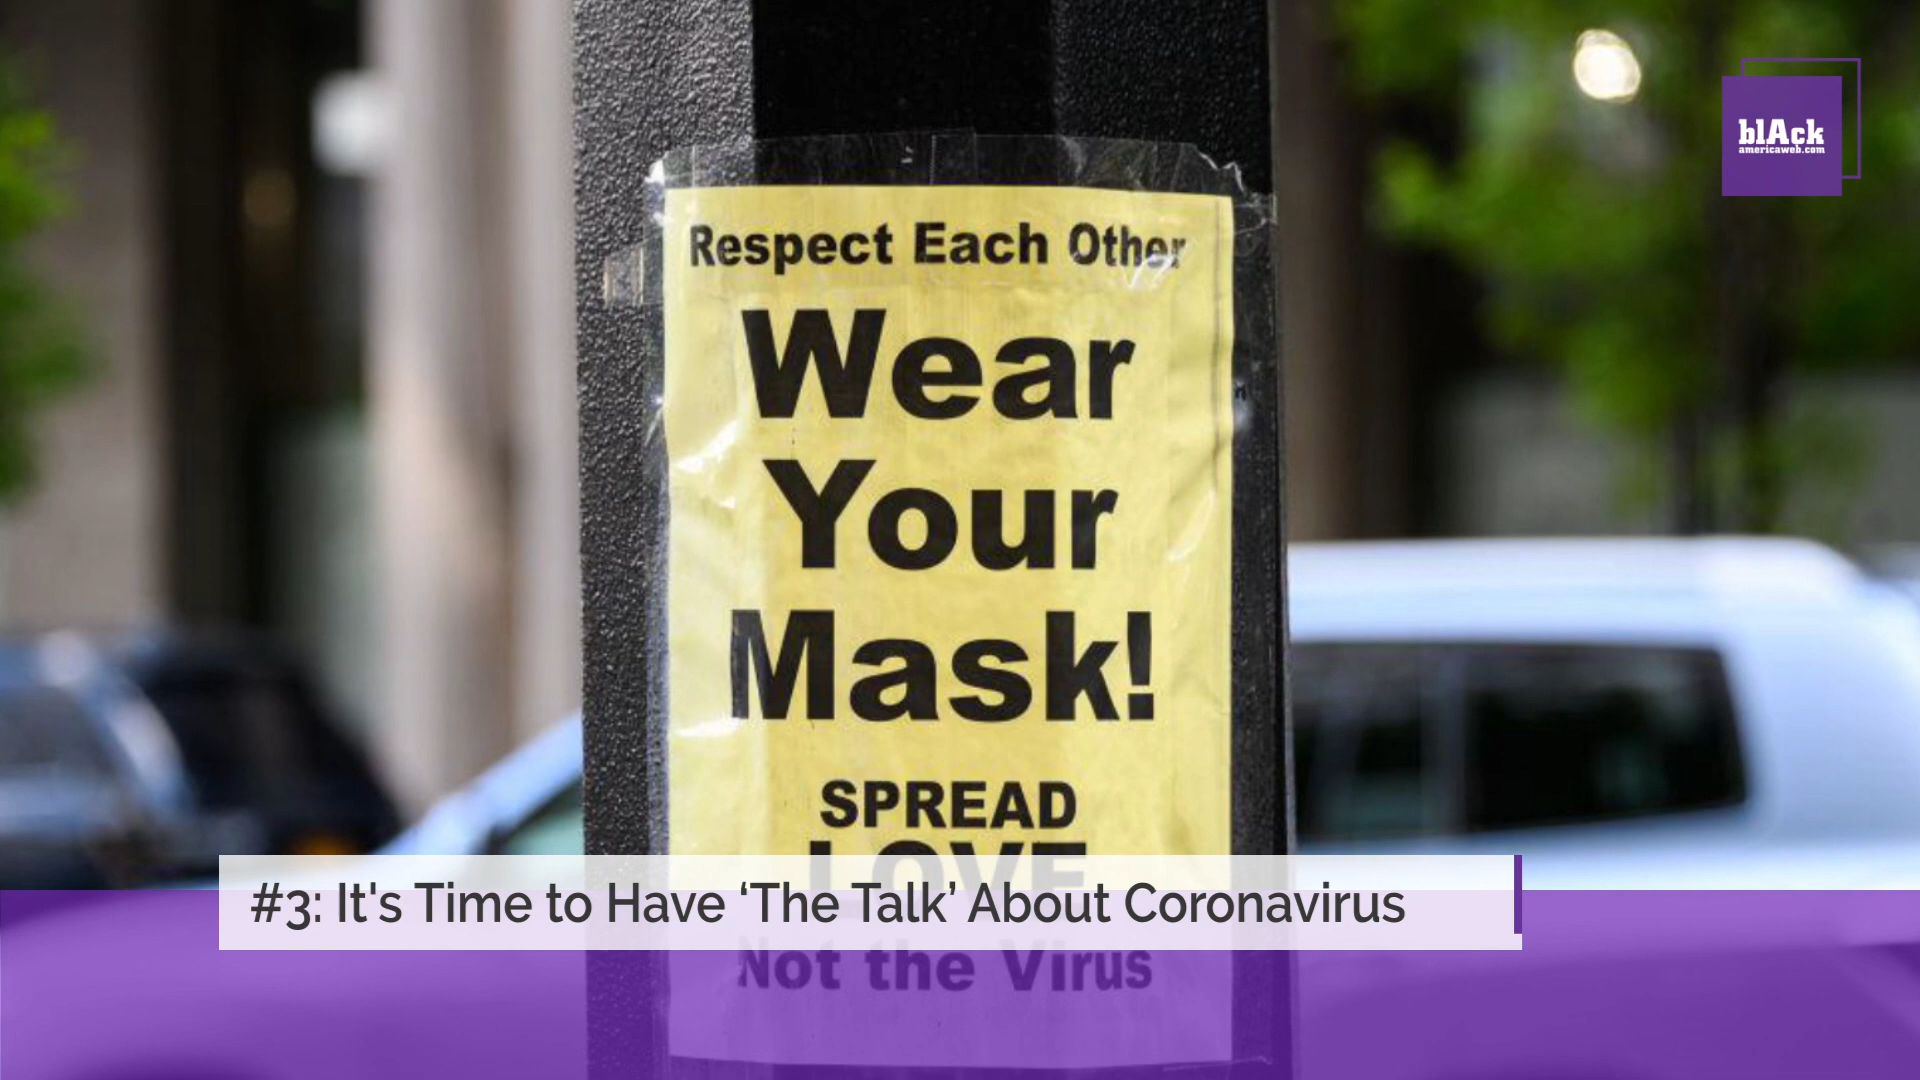 blAck
americaweb.com
Respect Each Other
Wear
Your
Mask!
SPREAD
LOVE
#3: It's Time to Have ‘The Talk’ About Coronavirus
Not the Virus